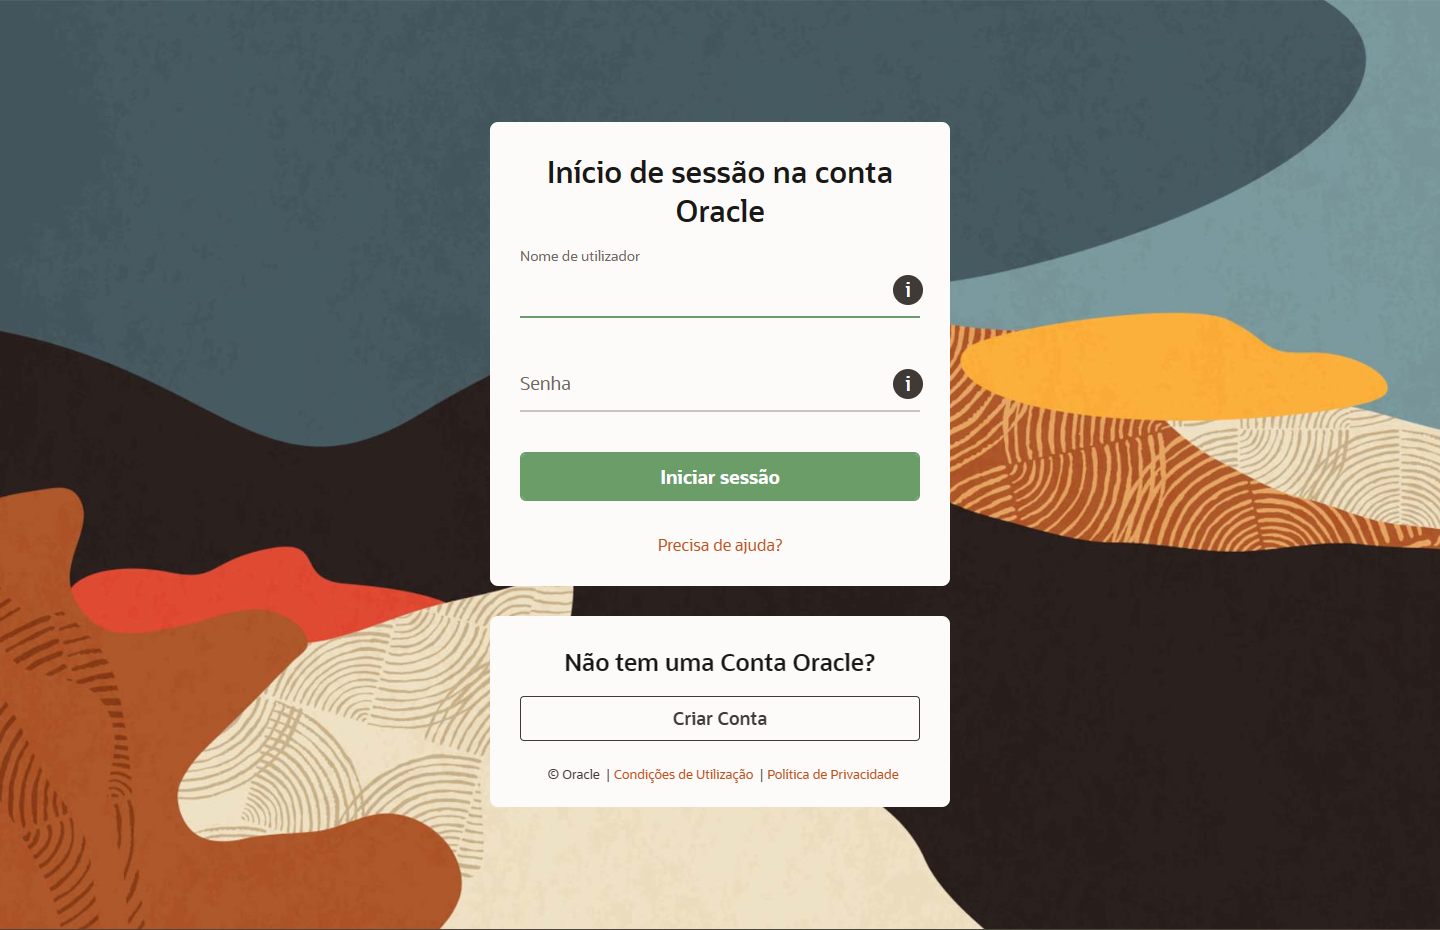 Início de sessão na conta
Oracle
Nome de utilizador
i
Senha
i
Iniciar sessão
Precisa de ajuda?
Não tem uma Conta Oracle?
Criar Conta
© Oracle | Condições de Utilização | Política de Privacidade